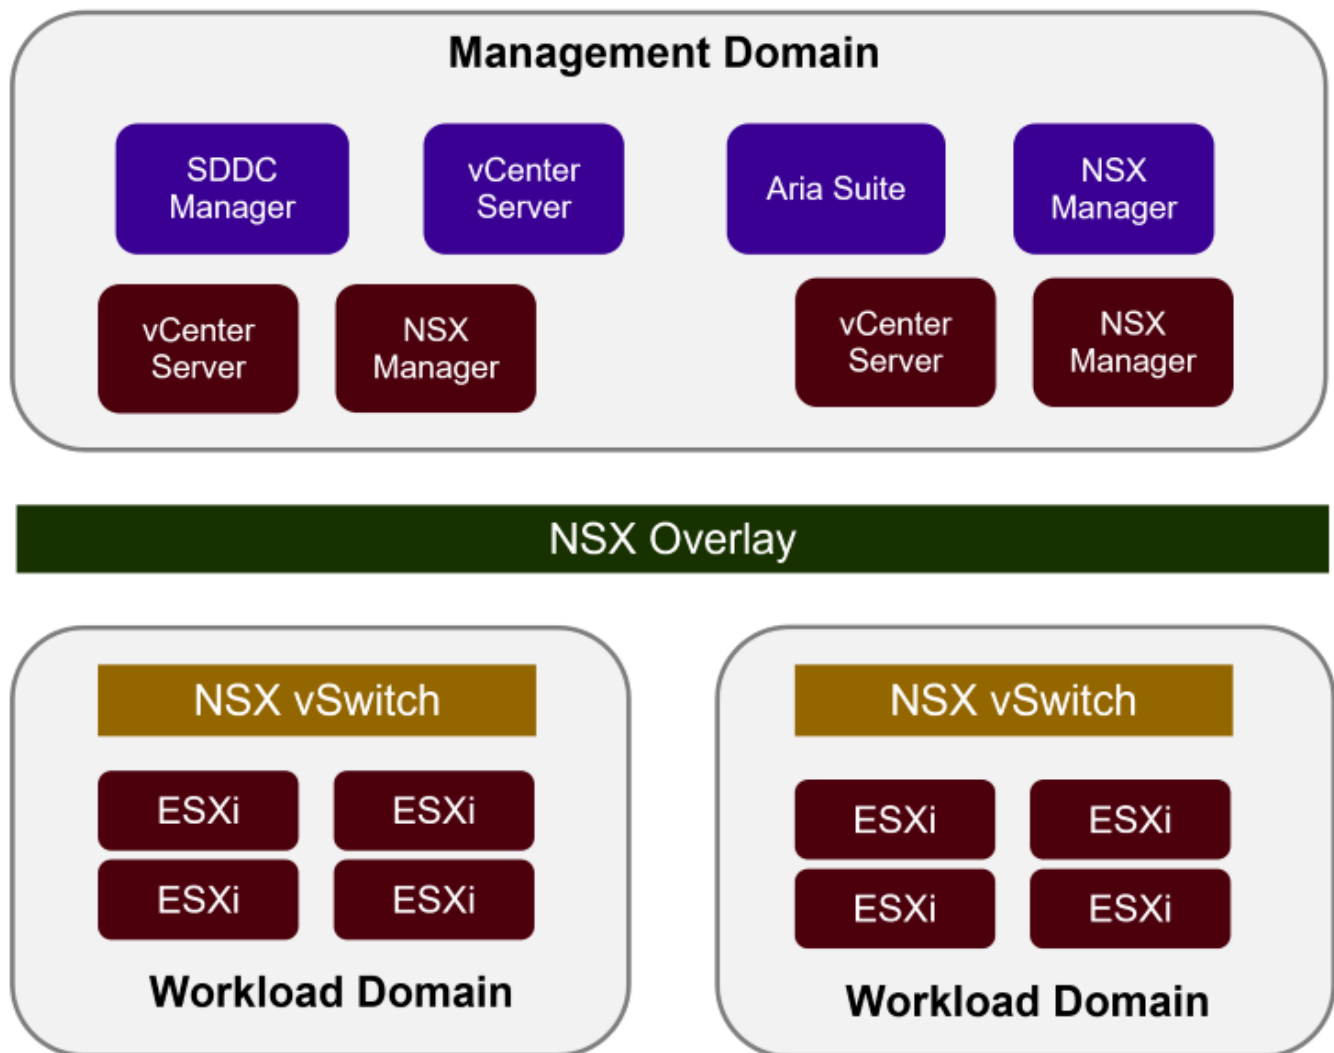 Management Domain
SDDC
Manager
vCenter
Server
Aria Suite
NSX
Manager
vCenter
Server
NSX
Manager
vCenter
Server
NSX
Manager
NSX Overlay
NSX vSwitch
ESXi
ESXi
ESXi
ESXi
Workload Domain
NSX vSwitch
ESXi
ESXi
ESXi
ESXi
Workload Domain